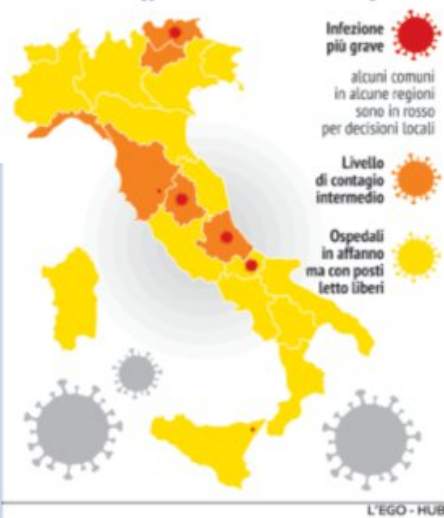 Infezione
più grave
alcuni comuni
in alcune regioni
sono in rosso
per decisioni locali
Livello
di contagio
intermedio
Ospedali
in affanno
ma con posti
letto liberi
L'EGO - HUB